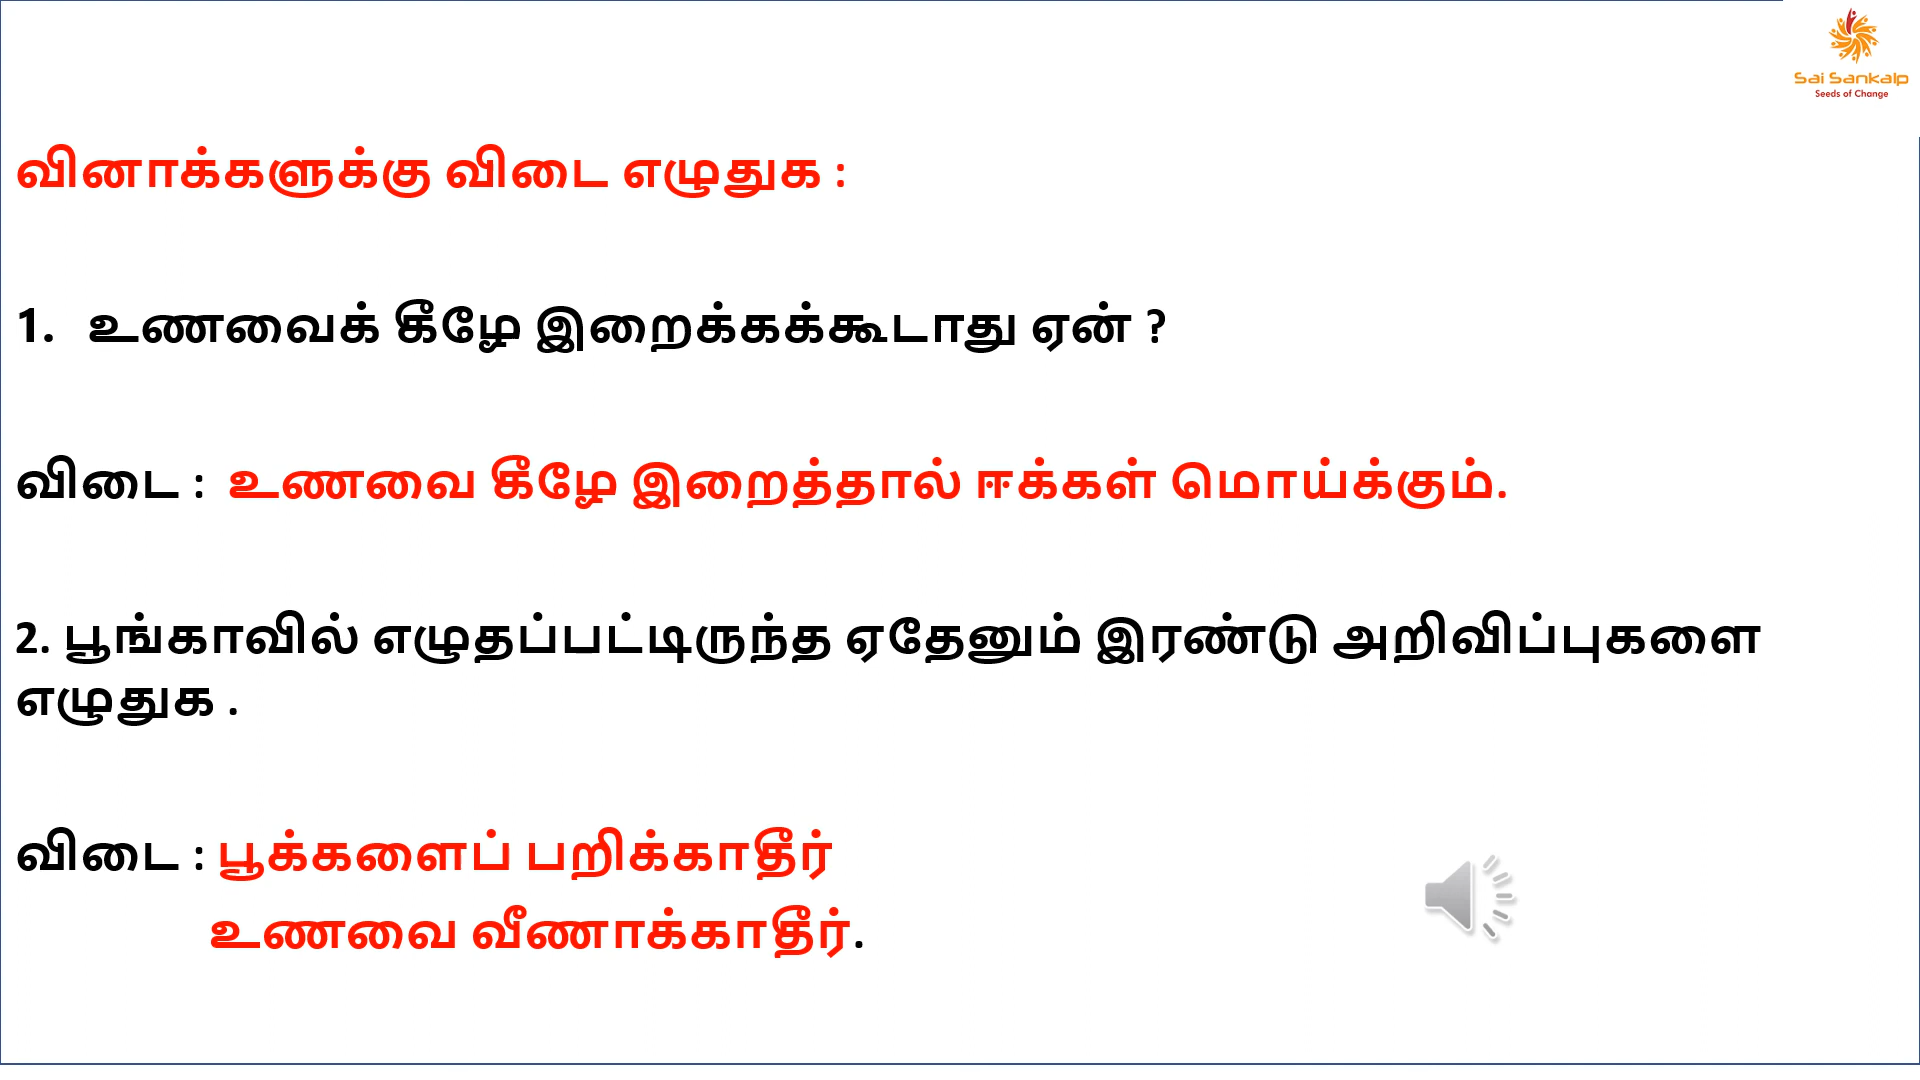 Sai Sankalp
Seeds of Change
வினாக்களுக்கு விடை எழுதுக :
1. உணவைக் கீழே இறைக்கக்கூடாது ஏன் ?
விடை : உணவை கீழே இறைத்தால் ஈக்கள் மொய்க்கும்.
2. பூங்காவில் எழுதப்பட்டிருந்த ஏதேனும் இரண்டு அறிவிப்புகளை
எழுதுக .
விடை : பூக்களைப் பறிக்காதீர்
உணவை வீணாக்காதீர்.